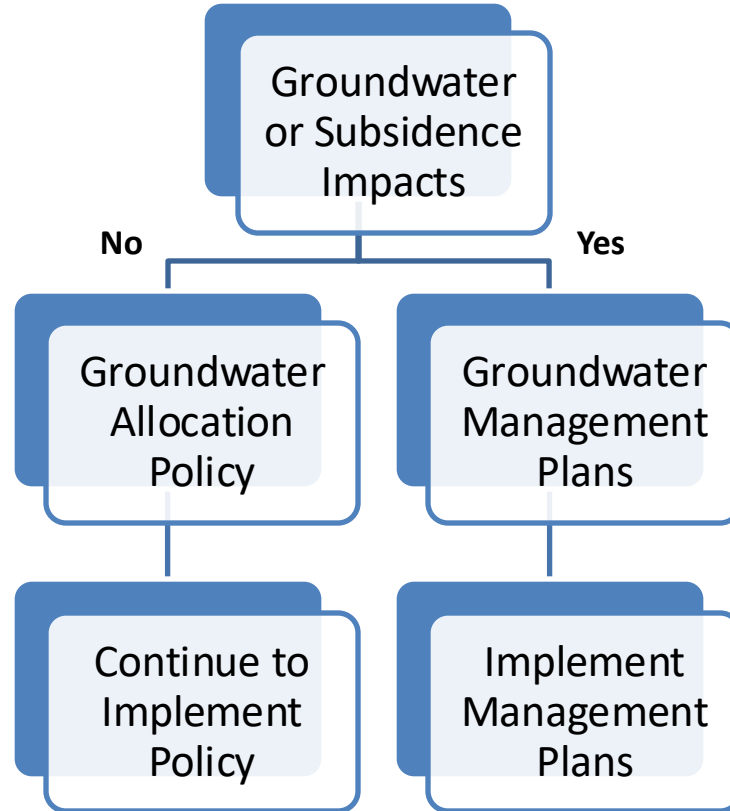 Groundwater
or Subsidence
Impacts
No
Yes
Groundwater
Allocation
Policy
Groundwater
Management
Plans
Continue to
Implement
Policy
Implement
Management
Plans